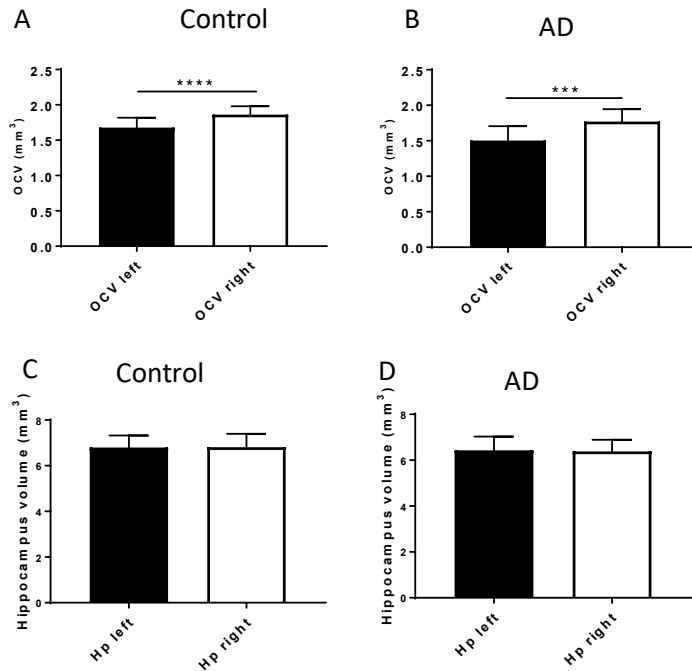 A
Control
2.5
2.0
1.5
1.0
0.5
0.0
OCV (mm³)
****
OCV left
OCV right
B
AD
2.5
2.0
1.5
1.0
0.5
0.0
OCV (mm³)
***
OCV left
OCV right
C
Control
8
6
4
2
0
Hippocampus volume (mm³)
Hp left
Hp right
D
AD
8
6
4
2
0
Hippocampus volume (mm³)
Hp left
Hp right